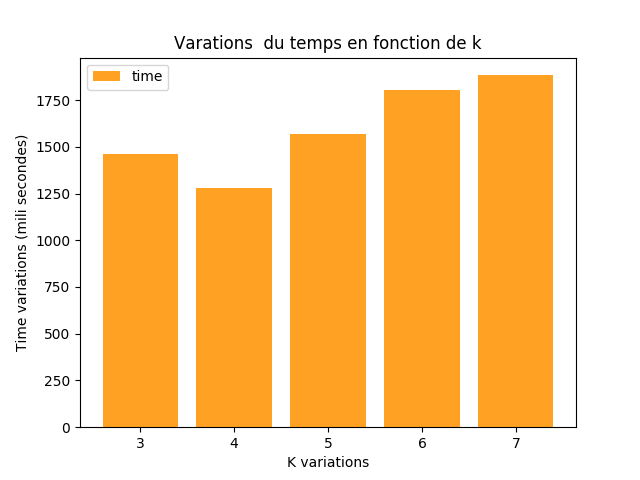 Varations  du temps en fonction de k
time
Time variations (mili secondes)
1750
1500
1250
1000
750
500
250
0
3 4 5 6 7
K variations